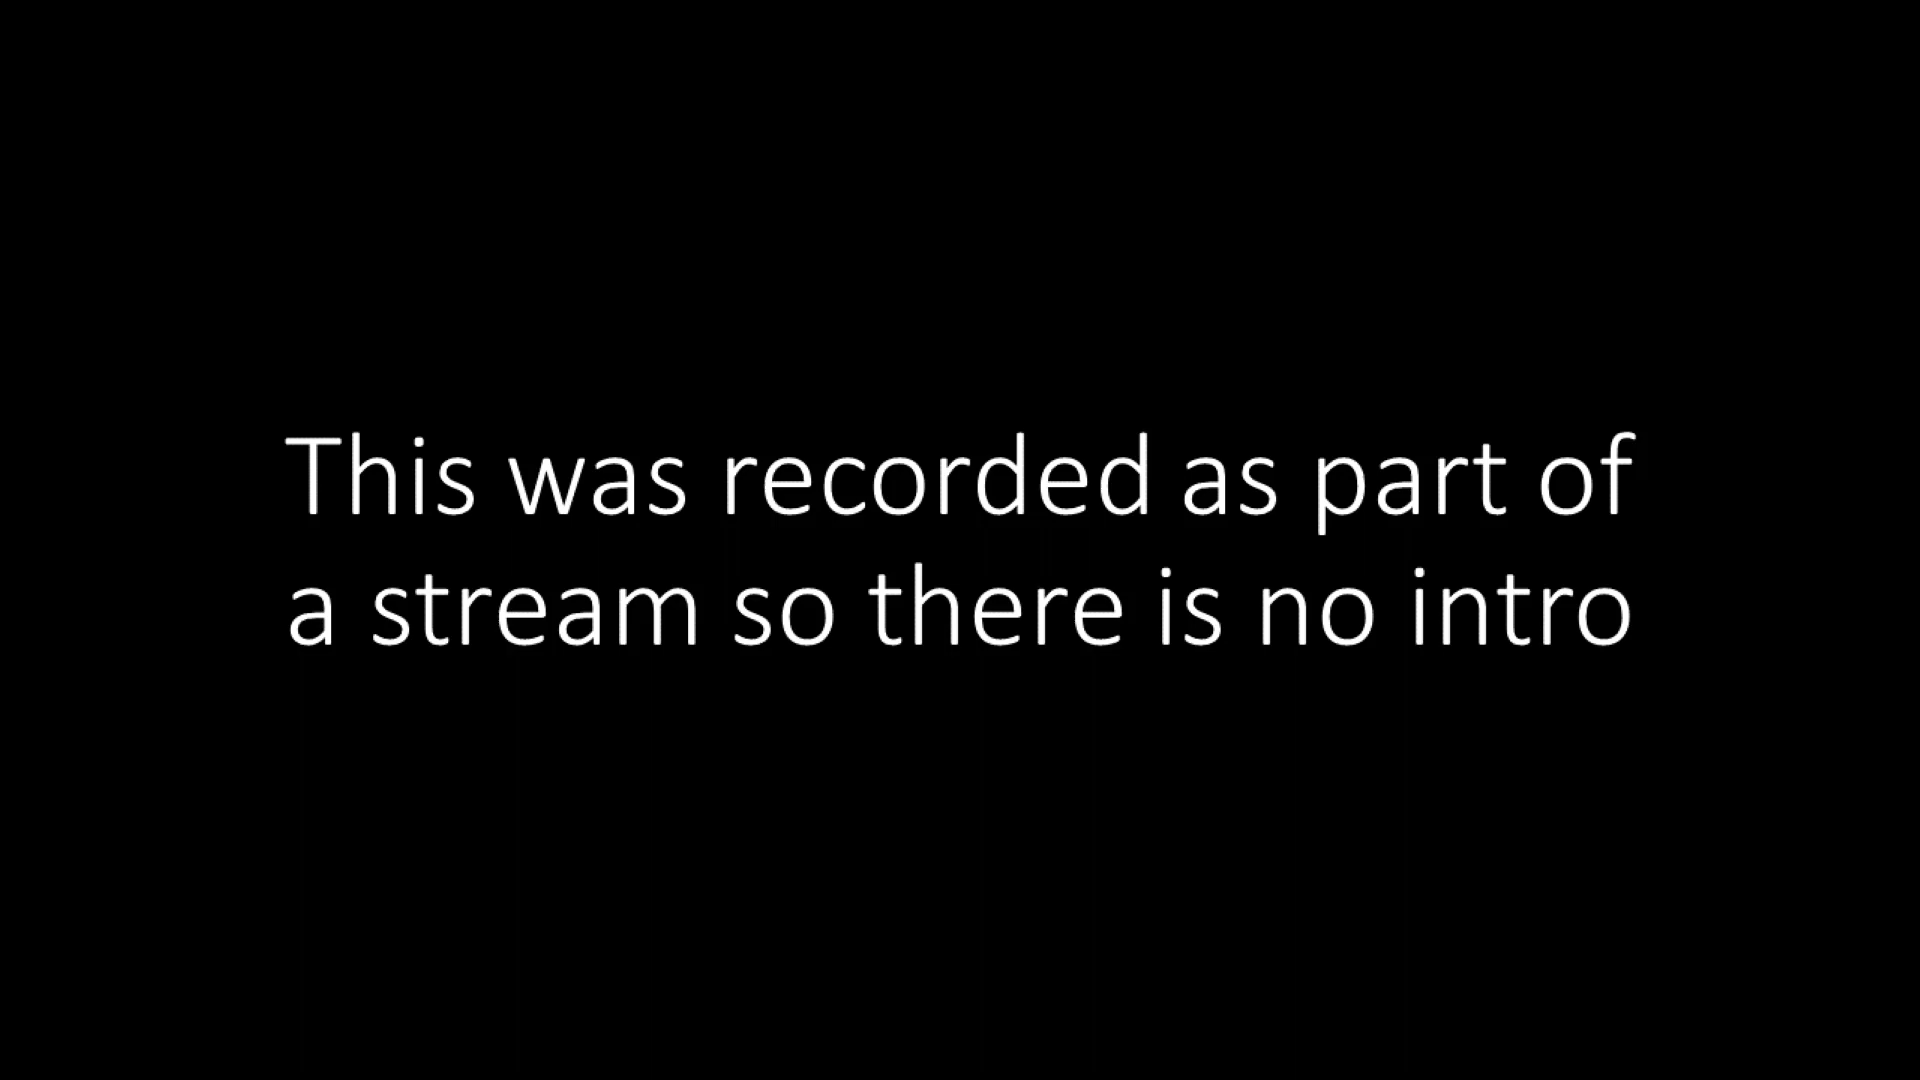 This was recorded as part of
a stream so there is no intro